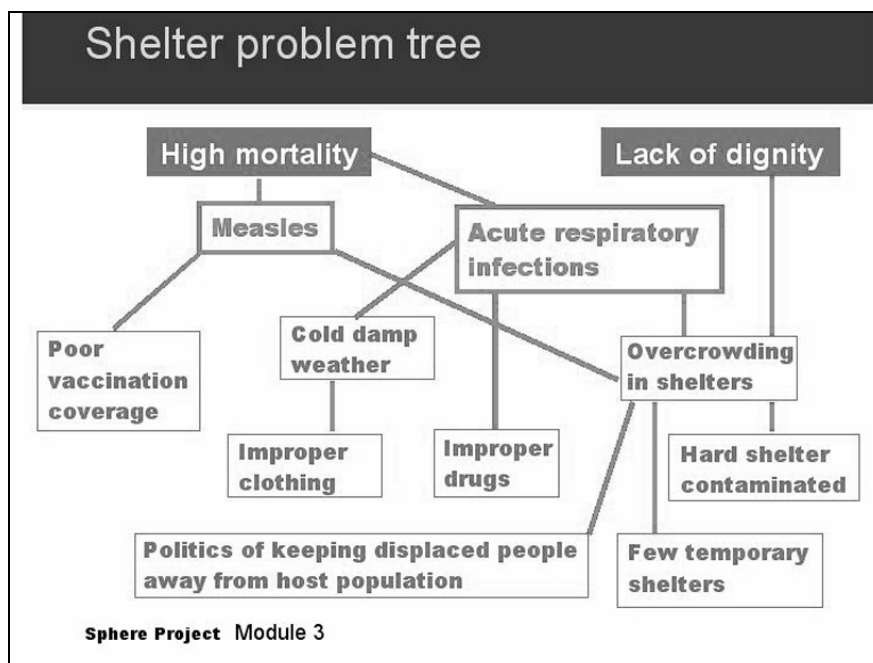 Shelter problem tree
High mortality
Lack of dignity
Measles
Acute respiratory
infections
Poor
vaccination
coverage
Cold damp
weather
Overcrowding
in shelters
Improper
clothing
Improper
drugs
Hard shelter
contaminated
Politics of keeping displaced people
away from host population
Few temporary
shelters
Sphere Project Module 3